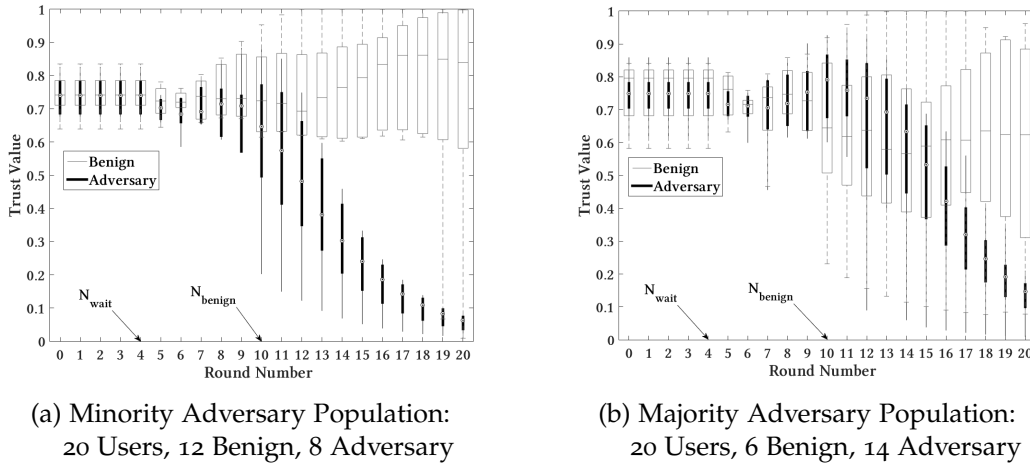 1
0.9
0.8
0.7
0.6
0.5
0.4
0.3
0.2
0.1
0
Trust Value
Benign
Adversary
N_wait
N_benign
0 1 2 3 4 5 6 7 8 9 10 11 12 13 14 15 16 17 18 19 20
Round Number
(a) Minority Adversary Population:
20 Users, 12 Benign, 8 Adversary
1
0.9
0.8
0.7
0.6
0.5
0.4
0.3
0.2
0.1
0
Trust Value
Benign
Adversary
N_wait
N_benign
0 1 2 3 4 5 6 7 8 9 10 11 12 13 14 15 16 17 18 19 20
Round Number
(b) Majority Adversary Population:
20 Users, 6 Benign, 14 Adversary